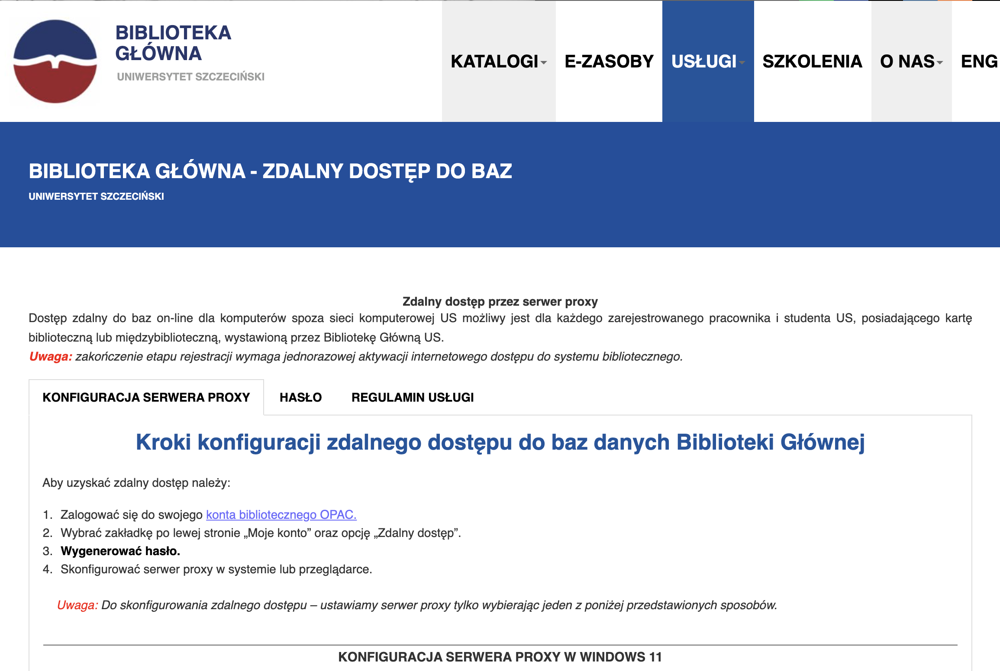 BIBLIOTEKA
GŁÓWNA
UNIWERSYTET SZCZECIŃSKI
KATALOGI E-ZASOBY USŁUGI SZKOLENIA O NAS ENG
BIBLIOTEKA GŁÓWNA - ZDALNY DOSTĘP DO BAZ
UNIWERSYTET SZCZECIŃSKI
Zdalny dostęp przez serwer proxy
Dostęp zdalny do baz on-line dla komputerów spoza sieci komputerowej US możliwy jest dla każdego zarejestrowanego pracownika i studenta US, posiadającego kartę
biblioteczną lub międzybiblioteczną, wystawioną przez Bibliotekę Główną US.
Uwaga: zakończenie etapu rejestracji wymaga jednorazowej aktywacji internetowego dostępu do systemu bibliotecznego.
KONFIGURACJA SERWERA PROXY HASŁO REGULAMIN USŁUGI
Kroki konfiguracji zdalnego dostępu do baz danych Biblioteki Głównej
Aby uzyskać zdalny dostęp należy:
1. Zalogować się do swojego konta bibliotecznego OPAC.
2. Wybrać zakładkę po lewej stronie „Moje konto” oraz opcję „Zdalny dostęp”.
3. Wygenerować hasło.
4. Skonfigurować serwer proxy w systemie lub przeglądarce.
Uwaga: Do skonfigurowania zdalnego dostępu – ustawiamy serwer proxy tylko wybierając jeden z poniżej przedstawionych sposobów.
KONFIGURACJA SERWERA PROXY W WINDOWS 11